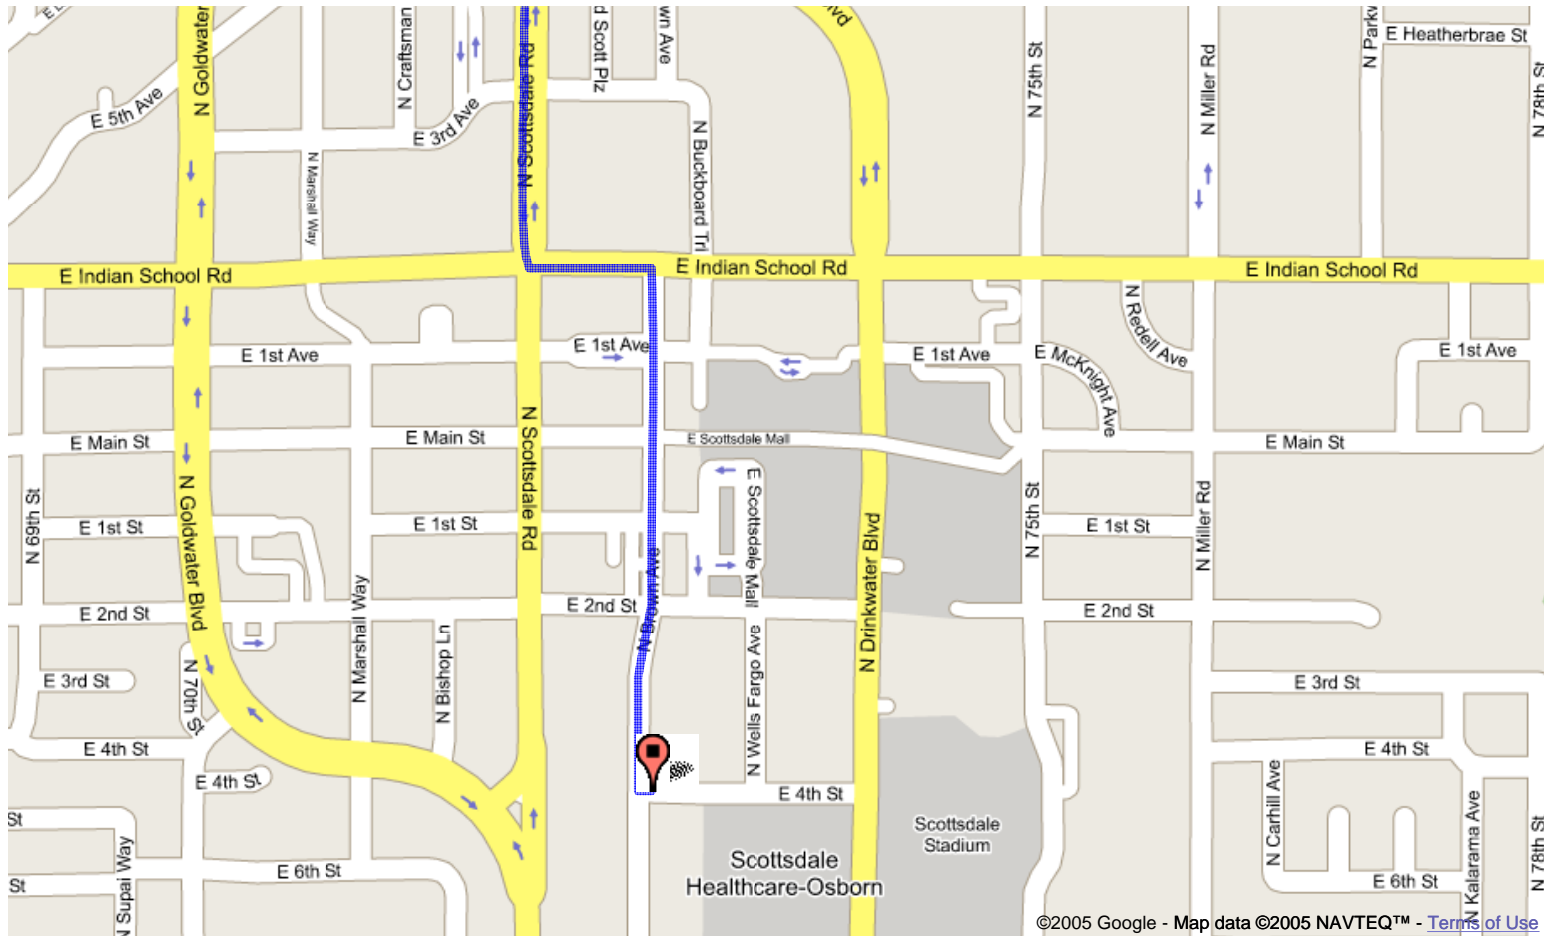 N Goldwater
N Craftsman
N Scottsdale Rd
d Scott Plz
wn Ave
lvd
N 75th St
N Miller Rd
N Parkw
E Heatherbrae St
N 78th St
E 5th Ave
E 3rd Ave
N Marshall Way
N Buckboard Trl
E Indian School Rd
E Indian School Rd
E Indian School Rd
E 1st Ave
E 1st Ave
E 1st Ave
E McKnight Ave
N Redell Ave
E 1st Ave
E Main St
E Main St
E Scottsdale Mall
E Main St
N 69th St
N Goldwater Blvd
N Scottsdale Rd
E Scottsdale Mall
N Drinkwater Blvd
N 75th St
N Miller Rd
E 1st St
E 1st St
E 1st St
E 2nd St
E 2nd St
N Brown Ave
E 2nd St
N Marshall Way
N Bishop Ln
N Wells Fargo Ave
E 3rd St
N 70th St
E 3rd St
E 4th St
E 4th St
E 4th St
E 4th St
St
N Supai Way
Scottsdale
Stadium
N Carhill Ave
N Kalarama Ave
N 78th St
Scottsdale
Healthcare-Osborn
E 6th St
E 6th St
St
©2005 Google - Map data ©2005 NAVTEQ™ - Terms of Use